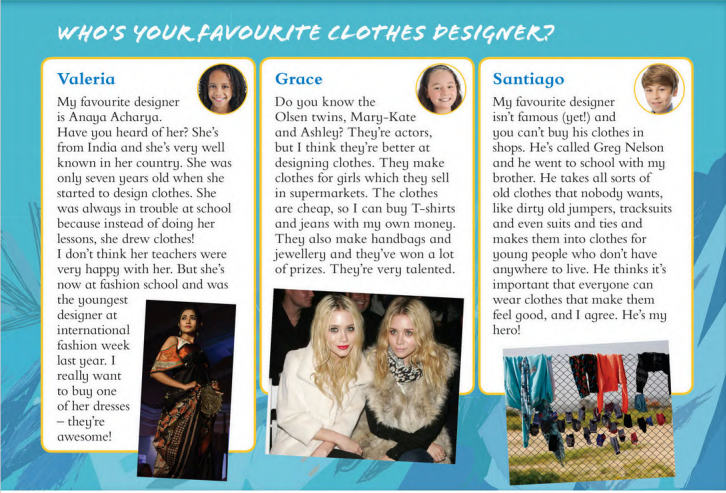 WHO'S YOUR FAVOURITE CLOTHES DESIGNER?
Valeria
My favourite designer
is Anaya Acharya.
Have you heard of her? She's
from India and she's very well
known in her country. She was
only seven years old when she
started to design clothes. She
was always in trouble at school
because instead of doing her
lessons, she drew clothes!
I don't think her teachers were
very happy with her. But she's
now at fashion school and was
the youngest
designer at
international
fashion week
last year. I
really want
to buy one
of her dresses
– they're
awesome!
Grace
Do you know the
Olsen twins, Mary-Kate
and Ashley? They're actors,
but I think they're better at
designing clothes. They make
clothes for girls which they sell
in supermarkets. The clothes
are cheap, so I can buy T-shirts
and jeans with my own money.
They also make handbags and
jewellery and they've won a lot
of prizes. They're very talented.
Santiago
My favourite designer
isn't famous (yet!) and
you can't buy his clothes in
shops. He's called Greg Nelson
and he went to school with my
brother. He takes all sorts of
old clothes that nobody wants,
like dirty old jumpers, tracksuits
and even suits and ties and
makes them into clothes for
young people who don't have
anywhere to live. He thinks it's
important that everyone can
wear clothes that make them
feel good, and I agree. He's my
hero!